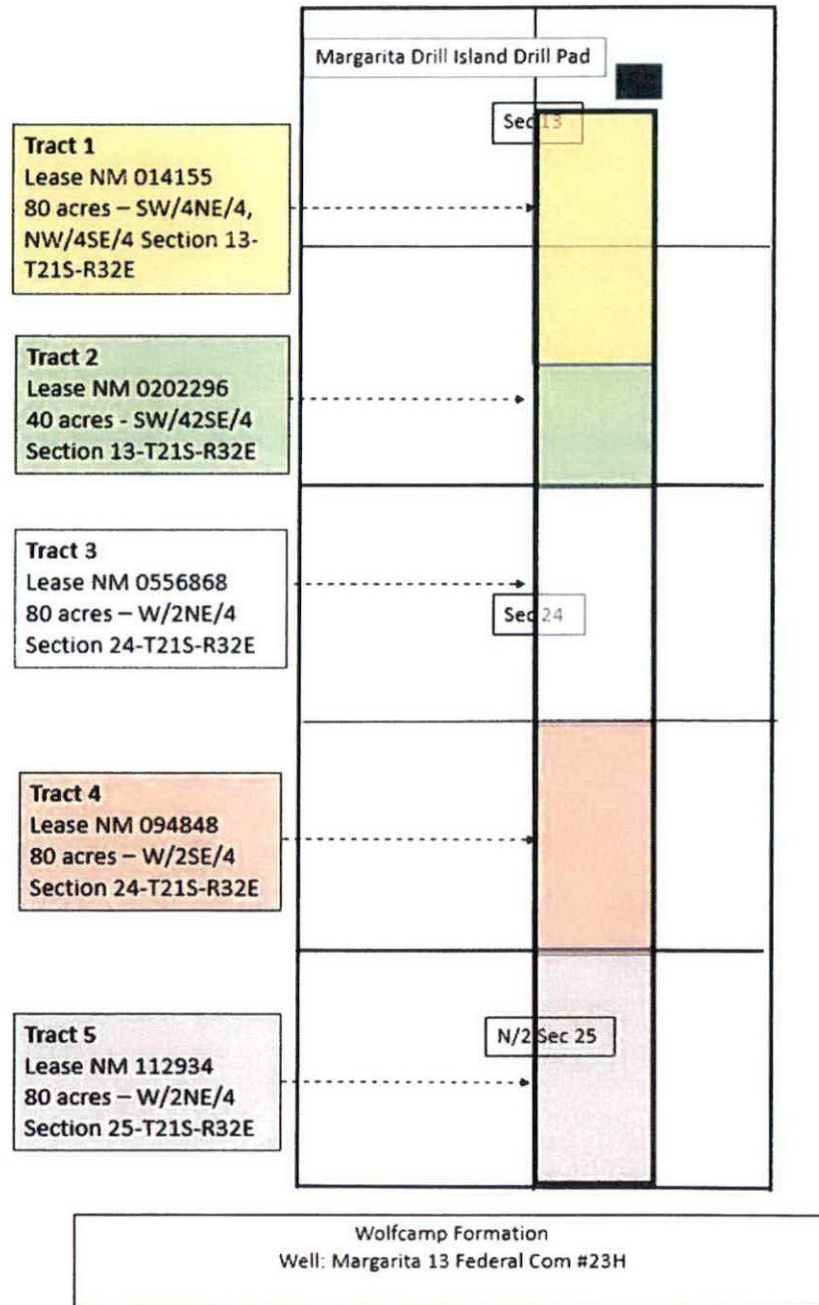 Margarita Drill Island Drill Pad
Sec 13
Tract 1
Lease NM 014155
80 acres – SW/4NE/4,
NW/4SE/4 Section 13-
T21S-R32E
Tract 2
Lease NM 0202296
40 acres - SW/42SE/4
Section 13-T21S-R32E
Tract 3
Lease NM 0556868
80 acres – W/2NE/4
Section 24-T21S-R32E
Sec 24
Tract 4
Lease NM 094848
80 acres – W/2SE/4
Section 24-T21S-R32E
Tract 5
Lease NM 112934
80 acres – W/2NE/4
Section 25-T21S-R32E
N/2 Sec 25
Wolfcamp Formation
Well: Margarita 13 Federal Com #23H